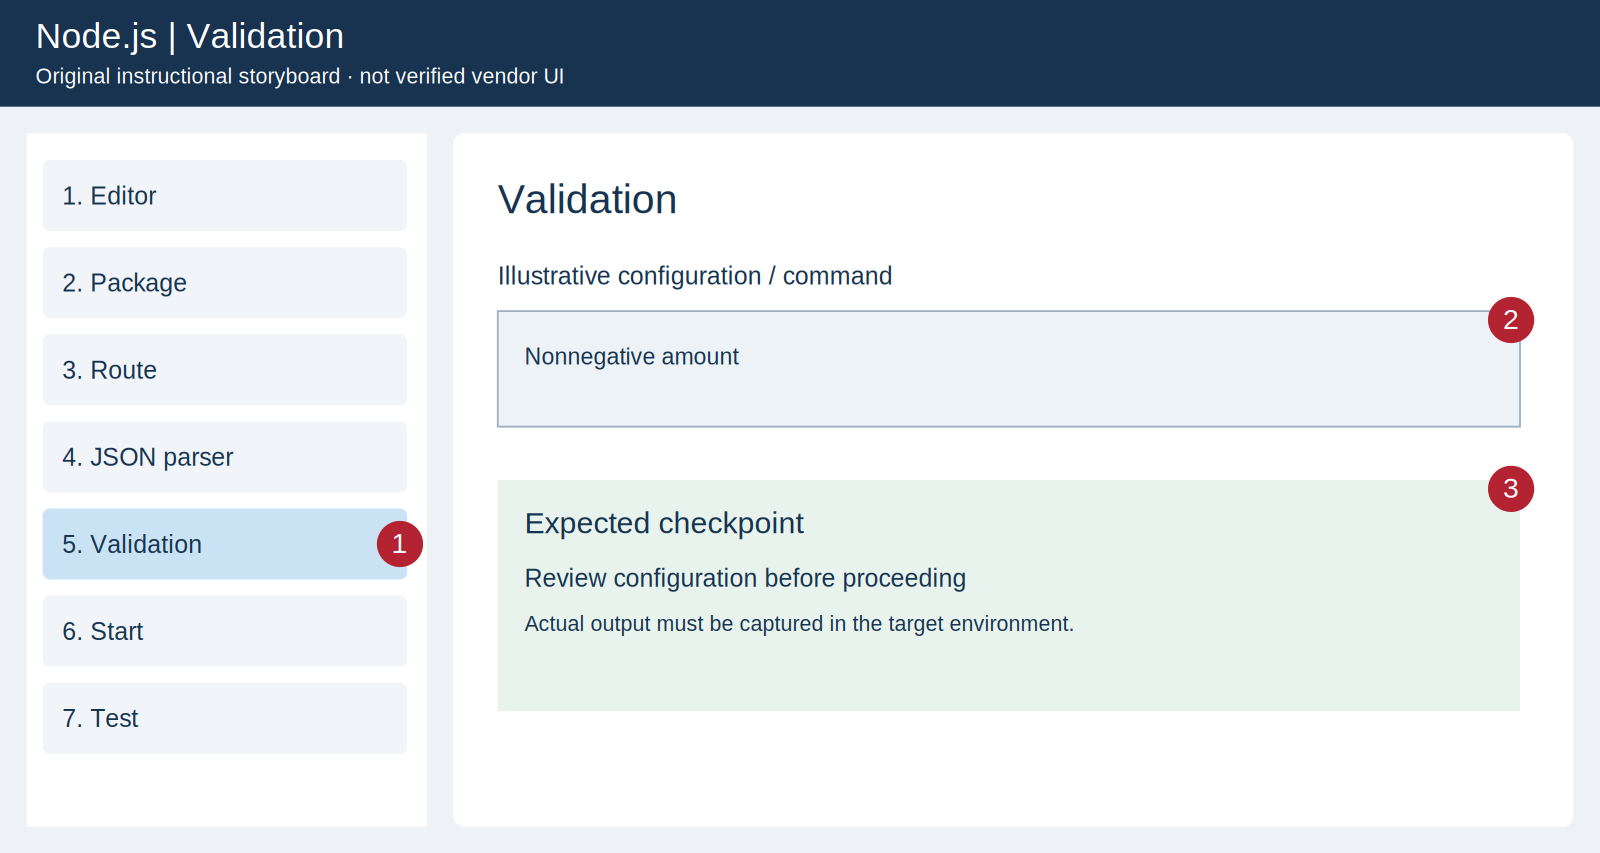 Node.js | Validation
Original instructional storyboard · not verified vendor UI
1. Editor
2. Package
3. Route
4. JSON parser
5. Validation
1
6. Start
7. Test
Validation
Illustrative configuration / command
2
Nonnegative amount
3
Expected checkpoint
Review configuration before proceeding
Actual output must be captured in the target environment.